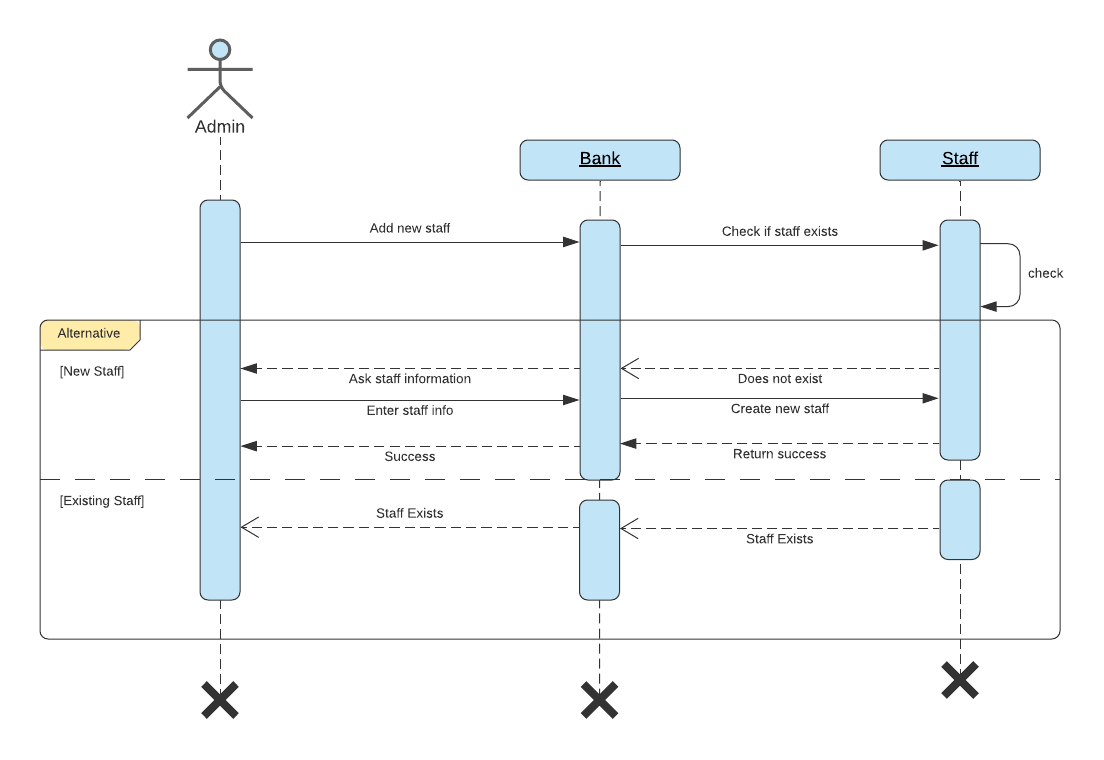 Admin
Bank
Staff
Add new staff
Check if staff exists
check
Alternative
[New Staff]
Ask staff information
Does not exist
Enter staff info
Create new staff
Success
Return success
[Existing Staff]
Staff Exists
Staff Exists